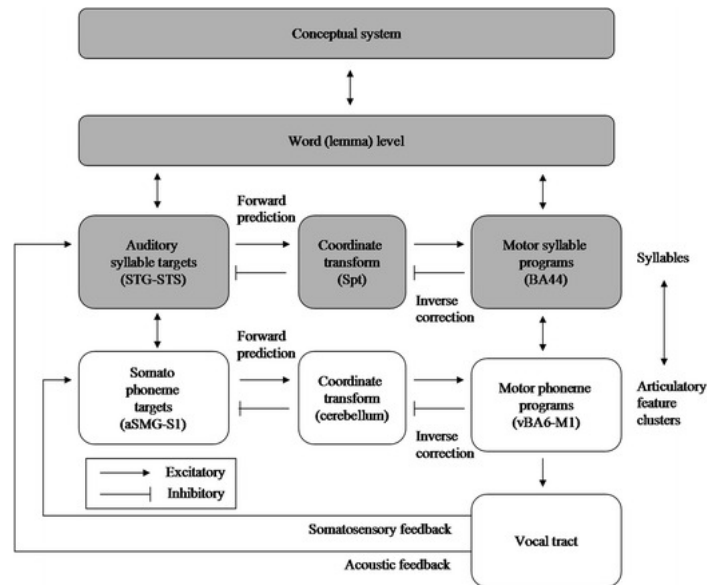 Conceptual system
Word (lemma) level
Forward
prediction
Auditory
syllable targets
(STG-STS)
Coordinate
transform
(Spt)
Motor syllable
programs
(BA44)
Syllables
Inverse
correction
Forward
prediction
Somato
phoneme
targets
(aSMG-S1)
Coordinate
transform
(cerebellum)
Motor phoneme
programs
(vBA6-M1)
Articulatory
feature
clusters
Inverse
correction
Excitatory
Inhibitory
Somatosensory feedback
Vocal tract
Acoustic feedback